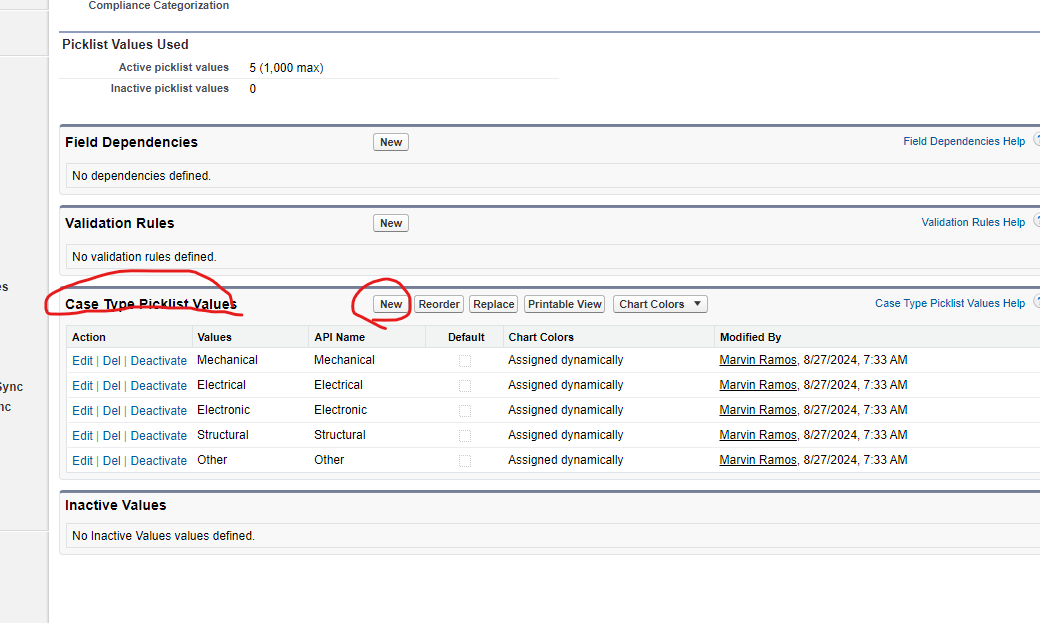 Compliance Categorization
Picklist Values Used
Active picklist values 5 (1,000 max)
Inactive picklist values 0
Field Dependencies New Field Dependencies Help ?
No dependencies defined.
Validation Rules New Validation Rules Help ?
No validation rules defined.
es
Case Type Picklist Values New Reorder Replace Printable View Chart Colors ▼ Case Type Picklist Values Help ?
Action Values API Name Default Chart Colors Modified By
Edit | Del | Deactivate Mechanical Mechanical Assigned dynamically Marvin Ramos, 8/27/2024, 7:33 AM
Sync Edit | Del | Deactivate Electrical Electrical Assigned dynamically Marvin Ramos, 8/27/2024, 7:33 AM
nc Edit | Del | Deactivate Electronic Electronic Assigned dynamically Marvin Ramos, 8/27/2024, 7:33 AM
Edit | Del | Deactivate Structural Structural Assigned dynamically Marvin Ramos, 8/27/2024, 7:33 AM
Edit | Del | Deactivate Other Other Assigned dynamically Marvin Ramos, 8/27/2024, 7:33 AM
Inactive Values
No Inactive Values values defined.